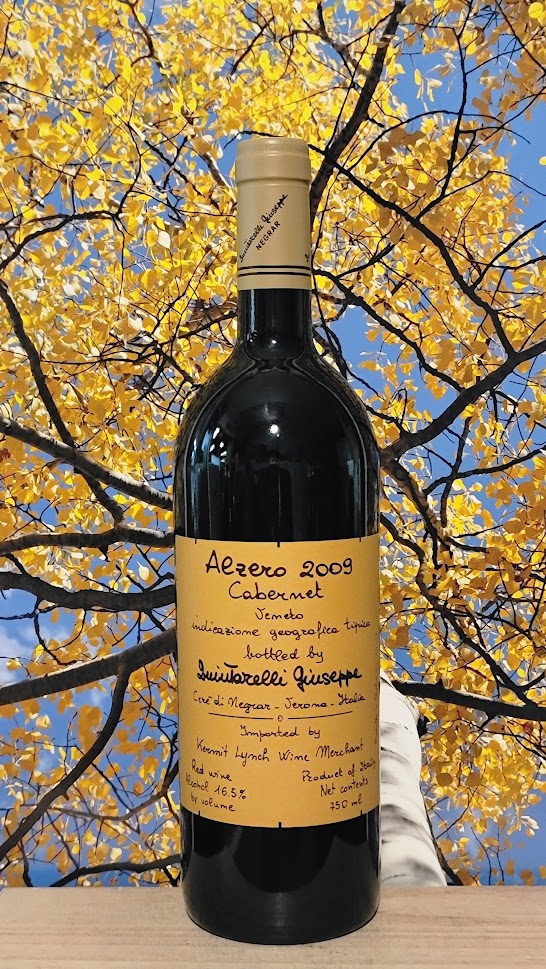 Quintarelli Giuseppe
NEGRAR
Alzero 2009
Cabernet
Veneto
indicazione geografica tipica
bottled by
Quintarelli Giuseppe
Cerè di Negrar - Verona - Italia
Imported by
Kermit Lynch Wine Merchant
Red wine
Alcohol 16.5%
by volume
Product of Italy
Net contents
750 ml